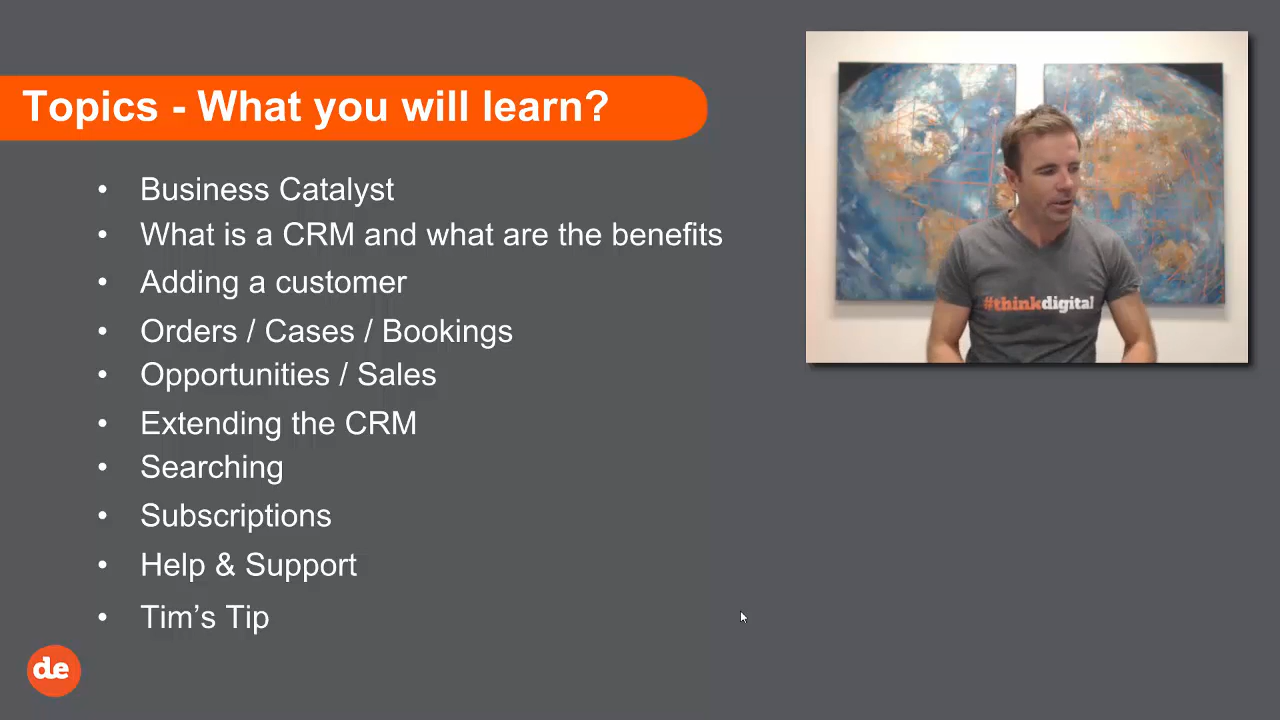 Topics - What you will learn?
• Business Catalyst
• What is a CRM and what are the benefits
• Adding a customer
• Orders / Cases / Bookings
• Opportunities / Sales
• Extending the CRM
• Searching
• Subscriptions
• Help & Support
• Tim’s Tip
#thinkdigital
de